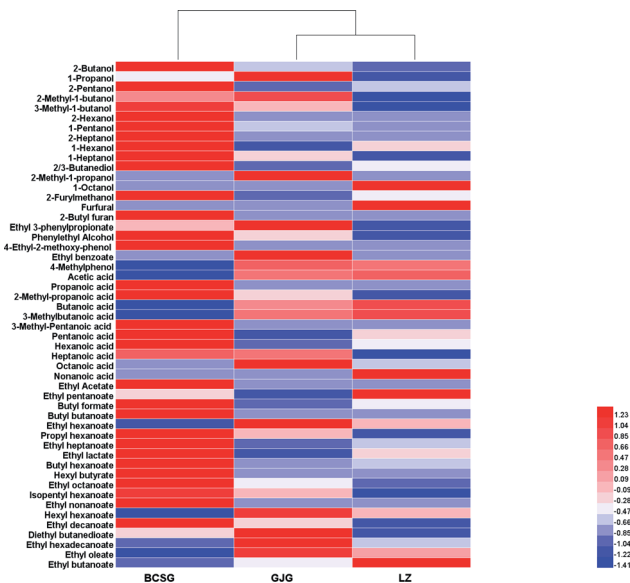 2-Butanol
1-Propanol
2-Pentanol
2-Methyl-1-butanol
3-Methyl-1-butanol
2-Hexanol
1-Pentanol
2-Heptanol
1-Hexanol
1-Heptanol
2/3-Butanediol
2-Methyl-1-propanol
1-Octanol
2-Furylmethanol
Furfural
2-Butyl furan
Ethyl 3-phenylpropionate
Phenylethyl Alcohol
4-Ethyl-2-methoxy-phenol
Ethyl benzoate
4-Methylphenol
Acetic acid
Propanoic acid
2-Methyl-propanoic acid
Butanoic acid
3-Methylbutanoic acid
3-Methyl-Pentanoic acid
Pentanoic acid
Hexanoic acid
Heptanoic acid
Octanoic acid
Nonanoic acid
Ethyl Acetate
Ethyl pentanoate
Butyl formate
Butyl butanoate
Ethyl hexanoate
Propyl hexanoate
Ethyl heptanoate
Ethyl lactate
Butyl hexanoate
Hexyl butyrate
Ethyl octanoate
Isopentyl hexanoate
Ethyl nonanoate
Hexyl hexanoate
Ethyl decanoate
Diethyl butanedioate
Ethyl hexadecanoate
Ethyl oleate
Ethyl butanoate
BCSG GJG LZ
1.23
1.04
0.85
0.66
0.47
0.28
0.09
-0.09
-0.28
-0.47
-0.66
-0.85
-1.04
-1.22
-1.41